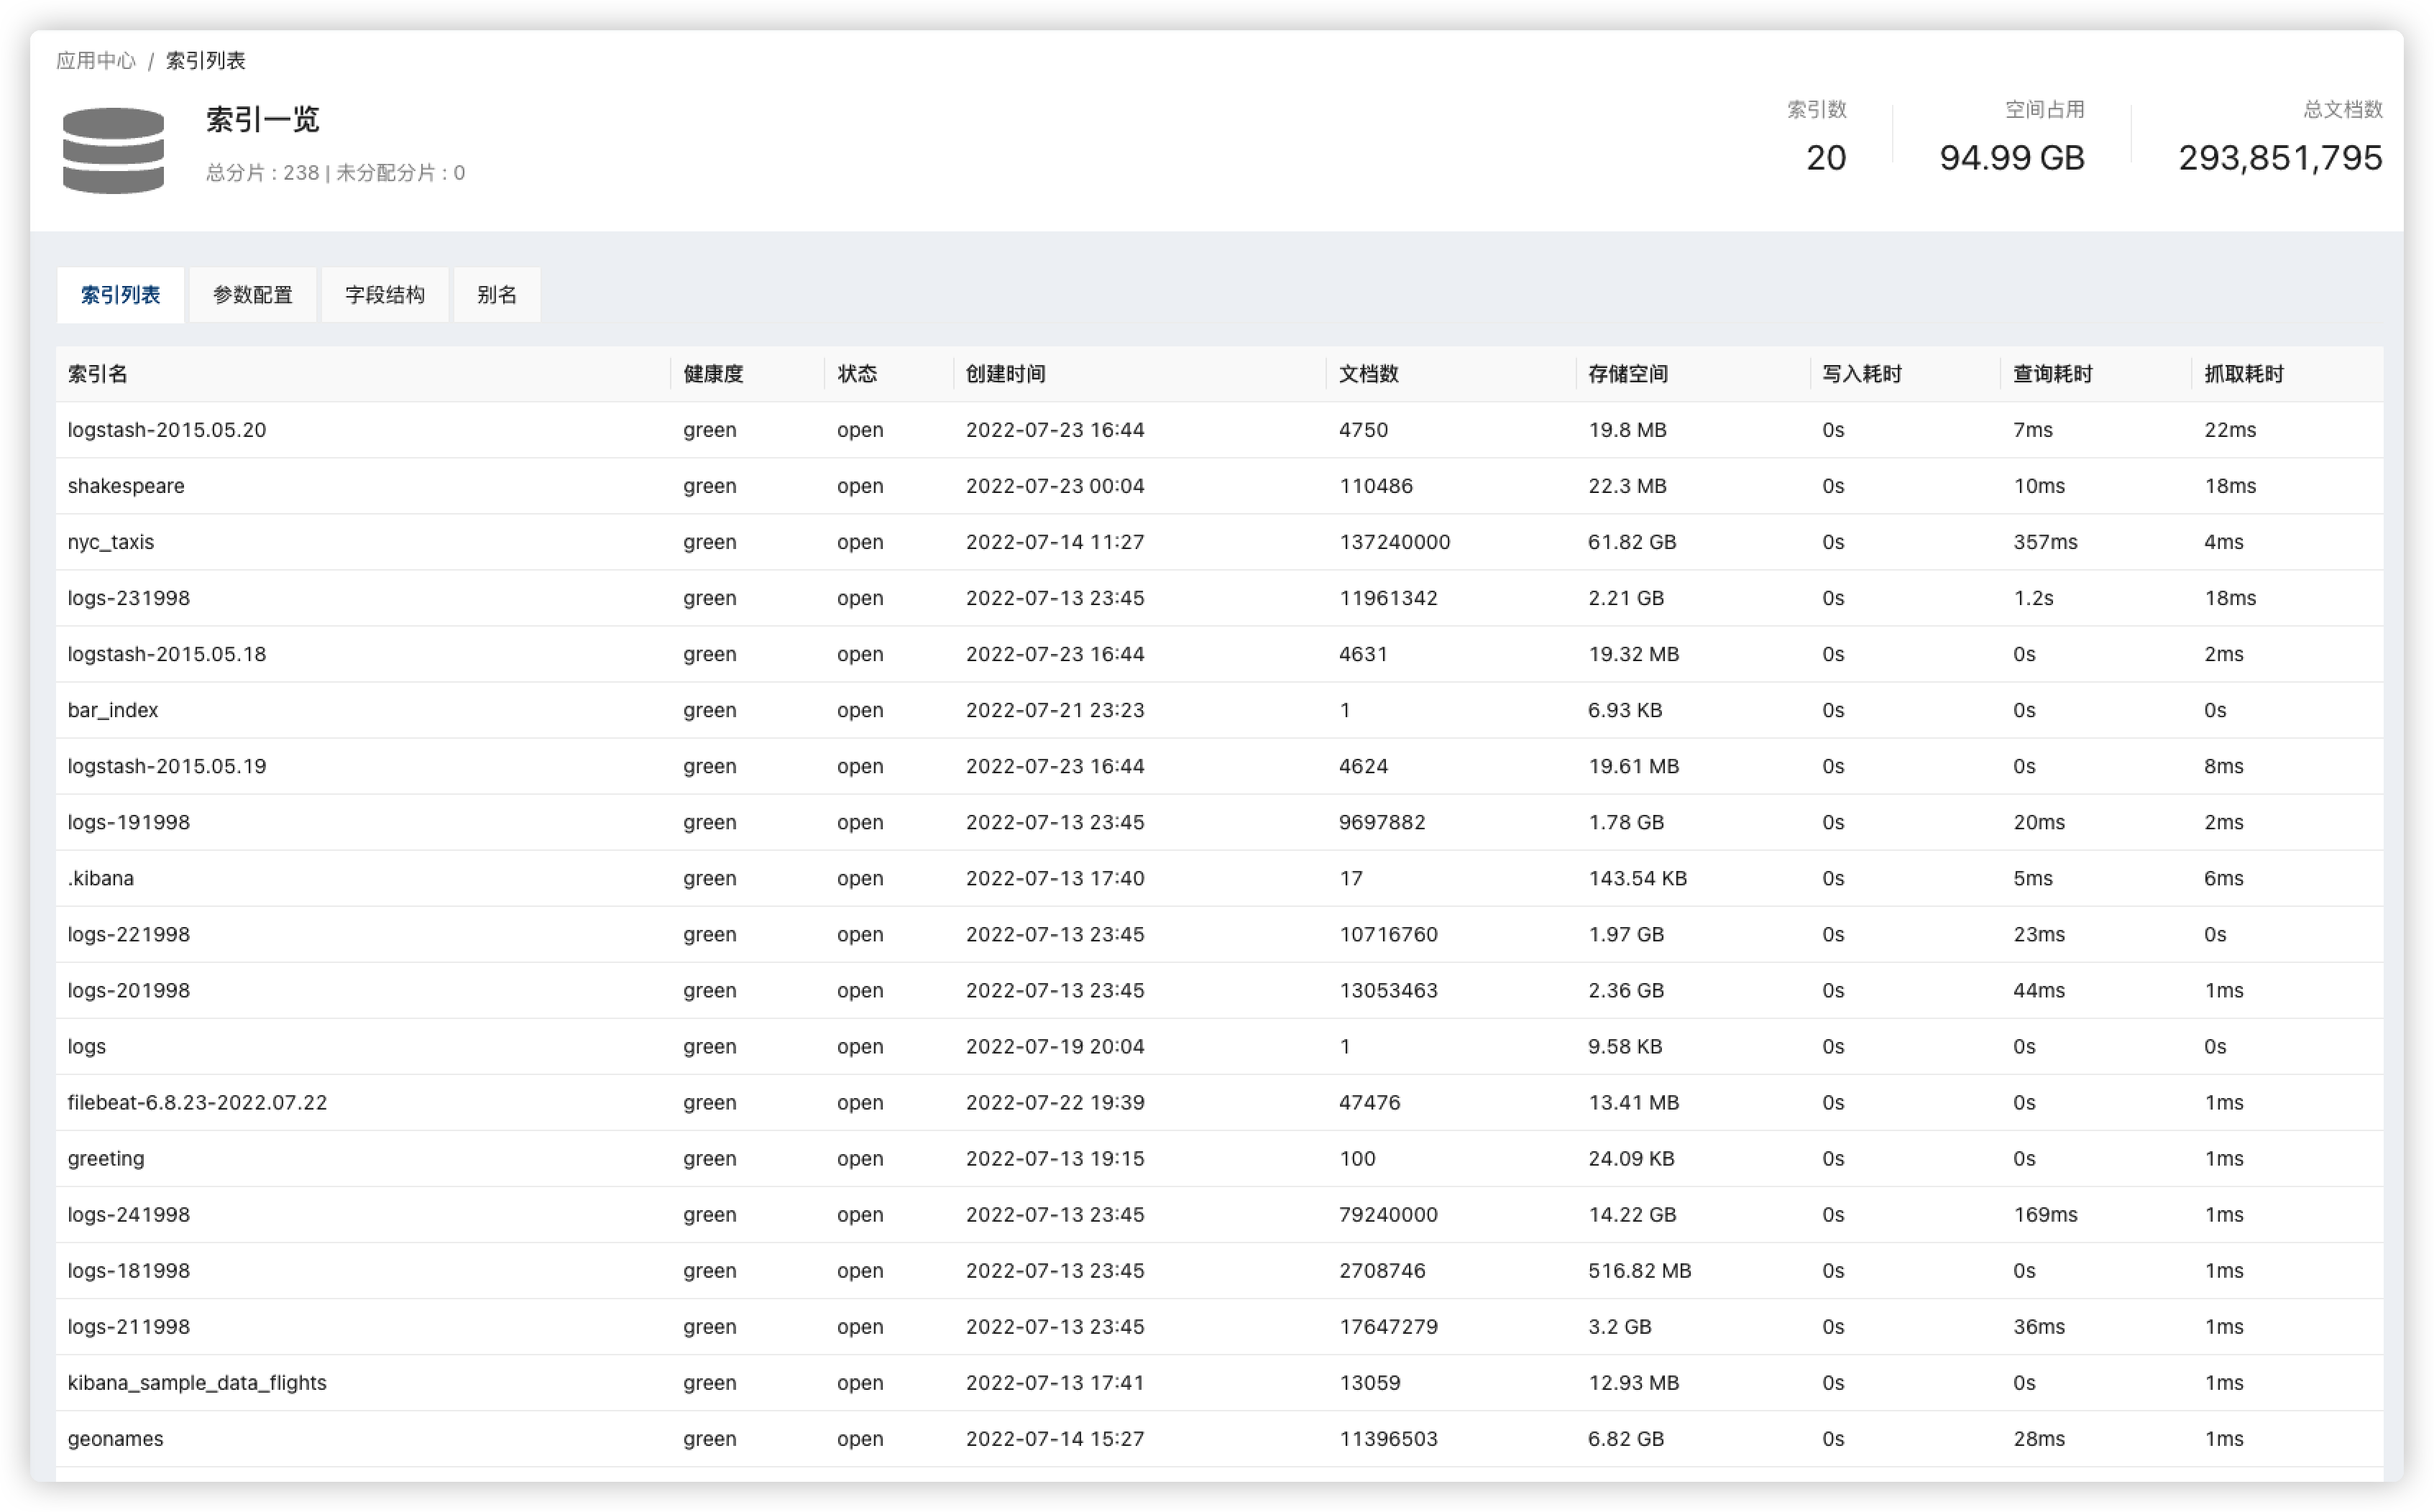 应用中心 / 索引列表
索引一览
总分片 : 238 | 未分配分片 : 0
索引数 空间占用 总文档数
20 94.99 GB 293,851,795
索引列表 参数配置 字段结构 别名
索引名 健康度 状态 创建时间 文档数 存储空间 写入耗时 查询耗时 抓取耗时
logstash-2015.05.20 green open 2022-07-23 16:44 4750 19.8 MB 0s 7ms 22ms
shakespeare green open 2022-07-23 00:04 110486 22.3 MB 0s 10ms 18ms
nyc_taxis green open 2022-07-14 11:27 137240000 61.82 GB 0s 357ms 4ms
logs-231998 green open 2022-07-13 23:45 11961342 2.21 GB 0s 1.2s 18ms
logstash-2015.05.18 green open 2022-07-23 16:44 4631 19.32 MB 0s 0s 2ms
bar_index green open 2022-07-21 23:23 1 6.93 KB 0s 0s 0s
logstash-2015.05.19 green open 2022-07-23 16:44 4624 19.61 MB 0s 0s 8ms
logs-191998 green open 2022-07-13 23:45 9697882 1.78 GB 0s 20ms 2ms
.kibana green open 2022-07-13 17:40 17 143.54 KB 0s 5ms 6ms
logs-221998 green open 2022-07-13 23:45 10716760 1.97 GB 0s 23ms 0s
logs-201998 green open 2022-07-13 23:45 13053463 2.36 GB 0s 44ms 1ms
logs green open 2022-07-19 20:04 1 9.58 KB 0s 0s 0s
filebeat-6.8.23-2022.07.22 green open 2022-07-22 19:39 47476 13.41 MB 0s 0s 1ms
greeting green open 2022-07-13 19:15 100 24.09 KB 0s 0s 1ms
logs-241998 green open 2022-07-13 23:45 79240000 14.22 GB 0s 169ms 1ms
logs-181998 green open 2022-07-13 23:45 2708746 516.82 MB 0s 0s 1ms
logs-211998 green open 2022-07-13 23:45 17647279 3.2 GB 0s 36ms 1ms
kibana_sample_data_flights green open 2022-07-13 17:41 13059 12.93 MB 0s 0s 1ms
geonames green open 2022-07-14 15:27 11396503 6.82 GB 0s 28ms 1ms